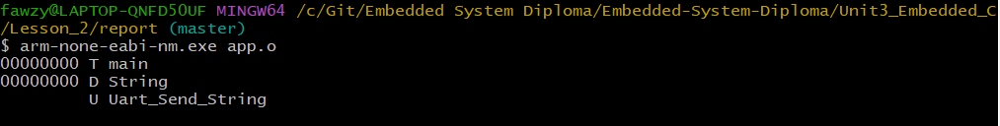 fawzy@LAPTOP-QNFD50UF MINGW64 /c/Git/Embedded System Diploma/Embedded-System-Diploma/Unit3_Embedded_C
/Lesson_2/report (master)
$ arm-none-eabi-nm.exe app.o
00000000 T main
00000000 D String
         U Uart_Send_String